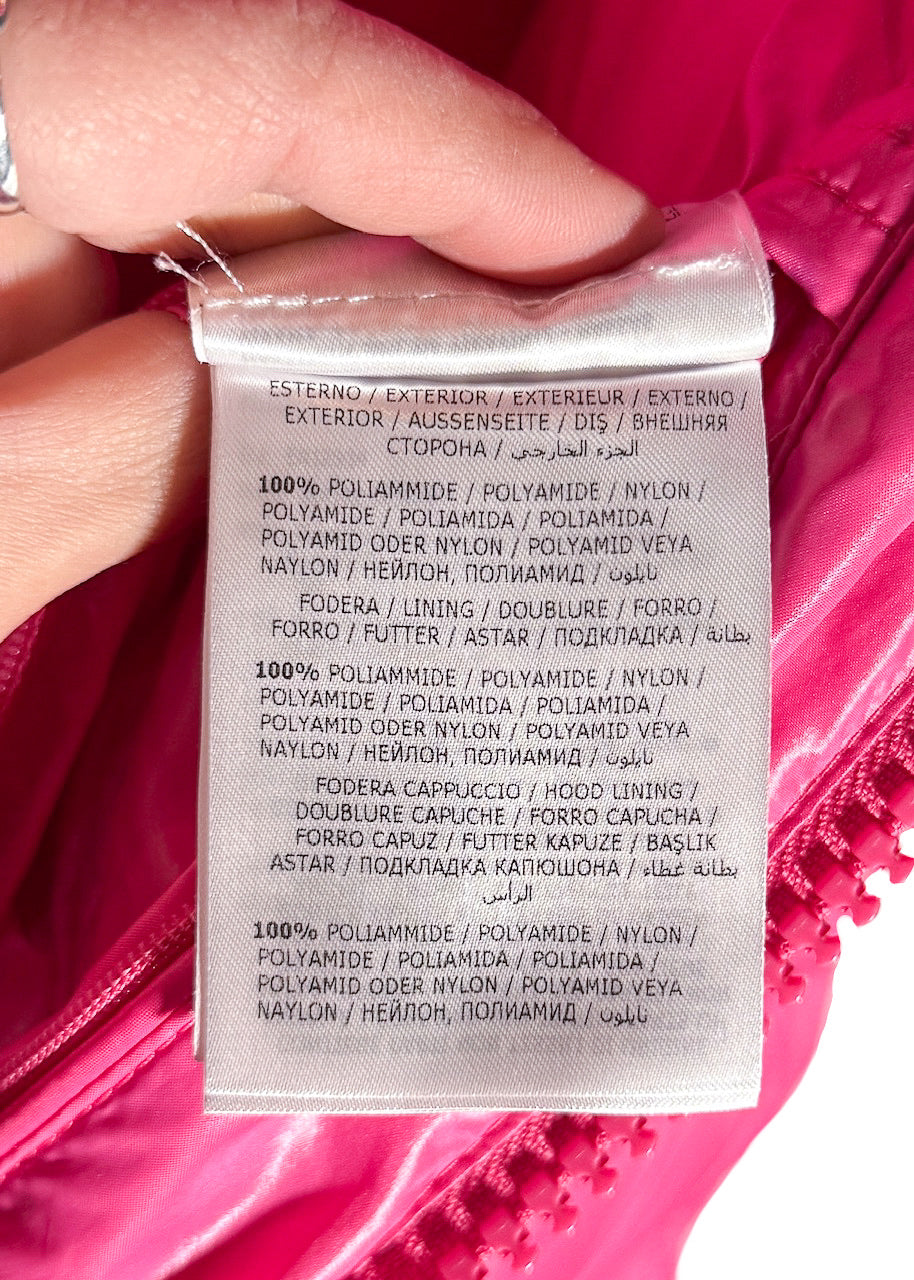 ESTERNO / EXTERIOR / EXTERIEUR / EXTERNO /
EXTERIOR / AUSSENSEITE / DIŞ / ВНЕШНЯЯ
СТОРОНА / الجزء الخارجي
100% POLIAMMIDE / POLYAMIDE / NYLON /
POLYAMIDE / POLIAMIDA / POLIAMIDA /
POLYAMID ODER NYLON / POLYAMID VEYA
NAYLON / НЕЙЛОН, ПОЛИАМИД / نايلون
FODERA / LINING / DOUBLURE / FORRO /
FORRO / FUTTER / ASTAR / ПОДКЛАДКА / بطانة
100% POLIAMMIDE / POLYAMIDE / NYLON /
POLYAMIDE / POLIAMIDA / POLIAMIDA /
POLYAMID ODER NYLON / POLYAMID VEYA
NAYLON / НЕЙЛОН, ПОЛИАМИД / نايلون
FODERA CAPPUCCIO / HOOD LINING /
DOUBLURE CAPUCHE / FORRO CAPUCHA /
FORRO CAPUZ / FUTTER KAPUZE / BAŞLIK
ASTAR / ПОДКЛАДКА КАПЮШОНА / بطانة غطاء
الرأس
100% POLIAMMIDE / POLYAMIDE / NYLON /
POLYAMIDE / POLIAMIDA / POLIAMIDA /
POLYAMID ODER NYLON / POLYAMID VEYA
NAYLON / НЕЙЛОН, ПОЛИАМИД / نايلون